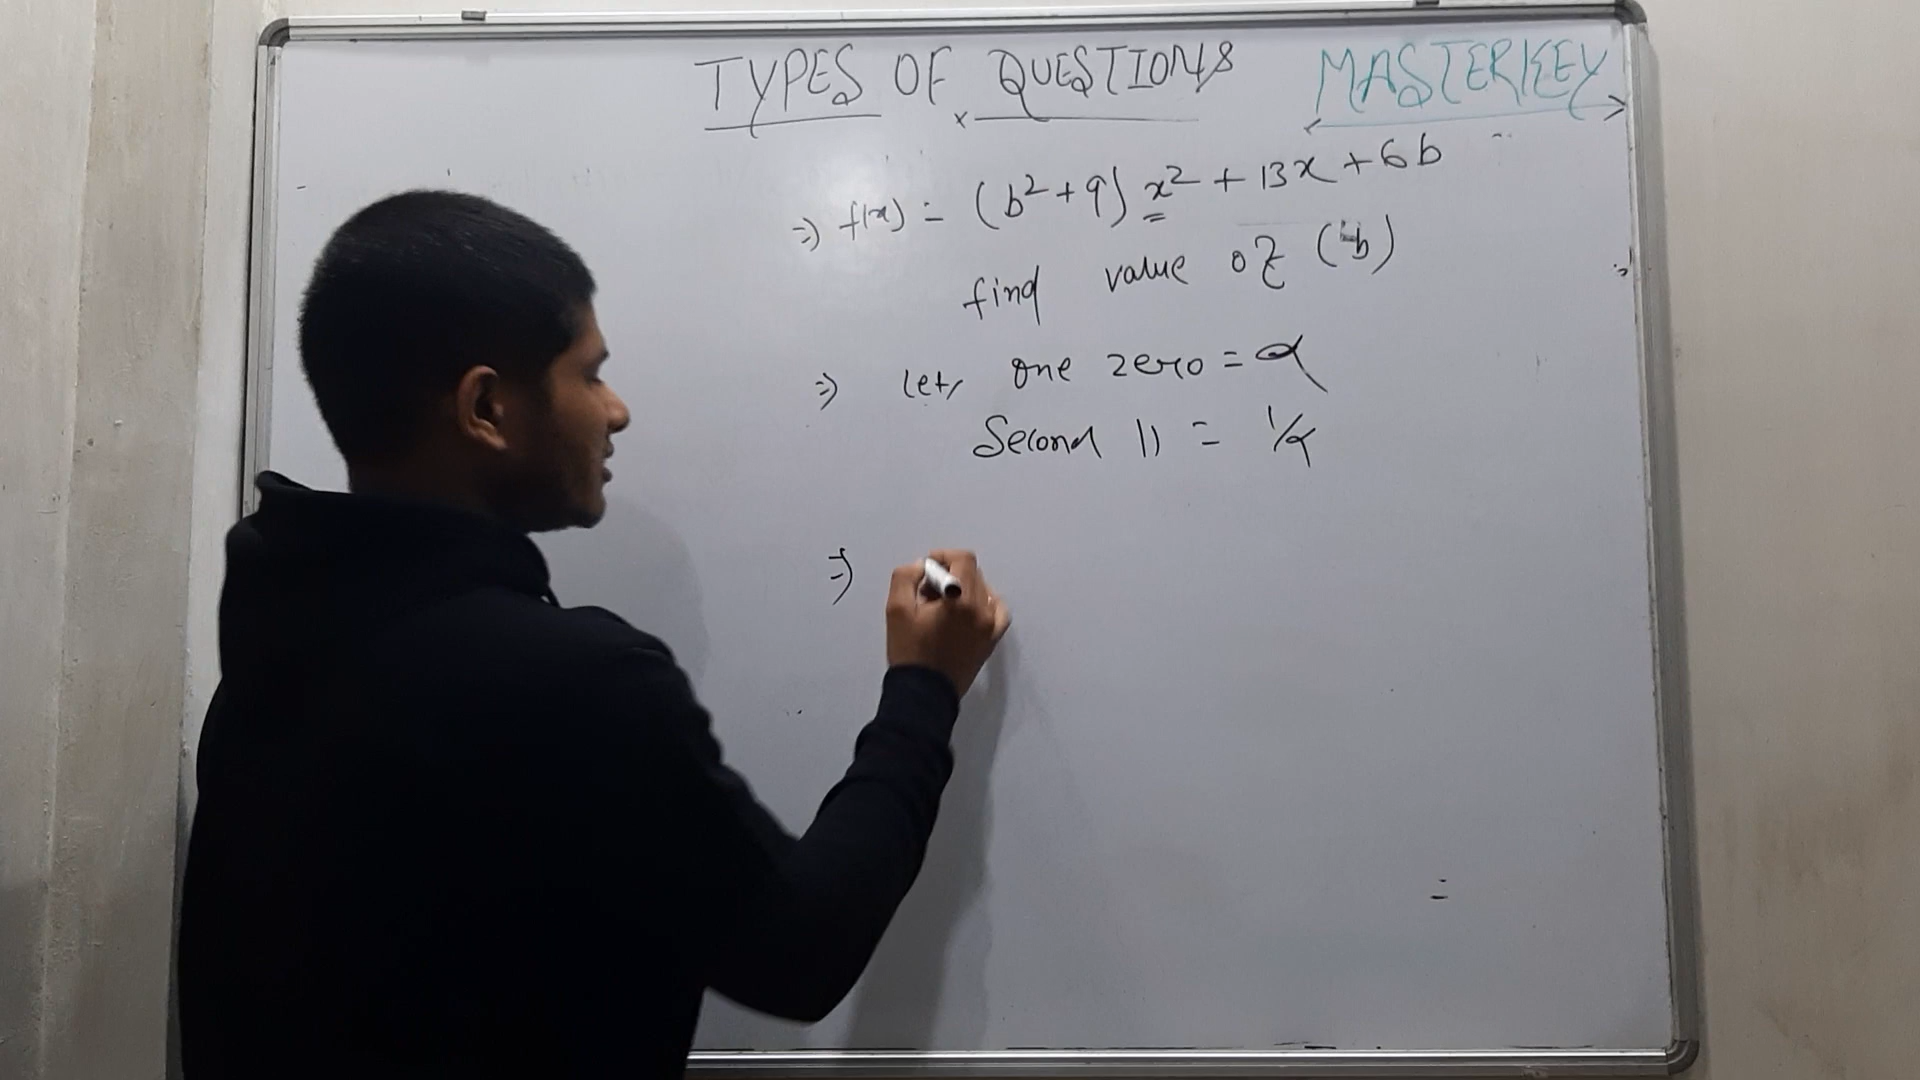 TYPES OF QUESTIONS MASTERKEY
⇒ f(x) = (b²+9) x² + 13x + 6b
find value of (b)
⇒ let, one zero = α
Second 11 = 1/α
⇒
=